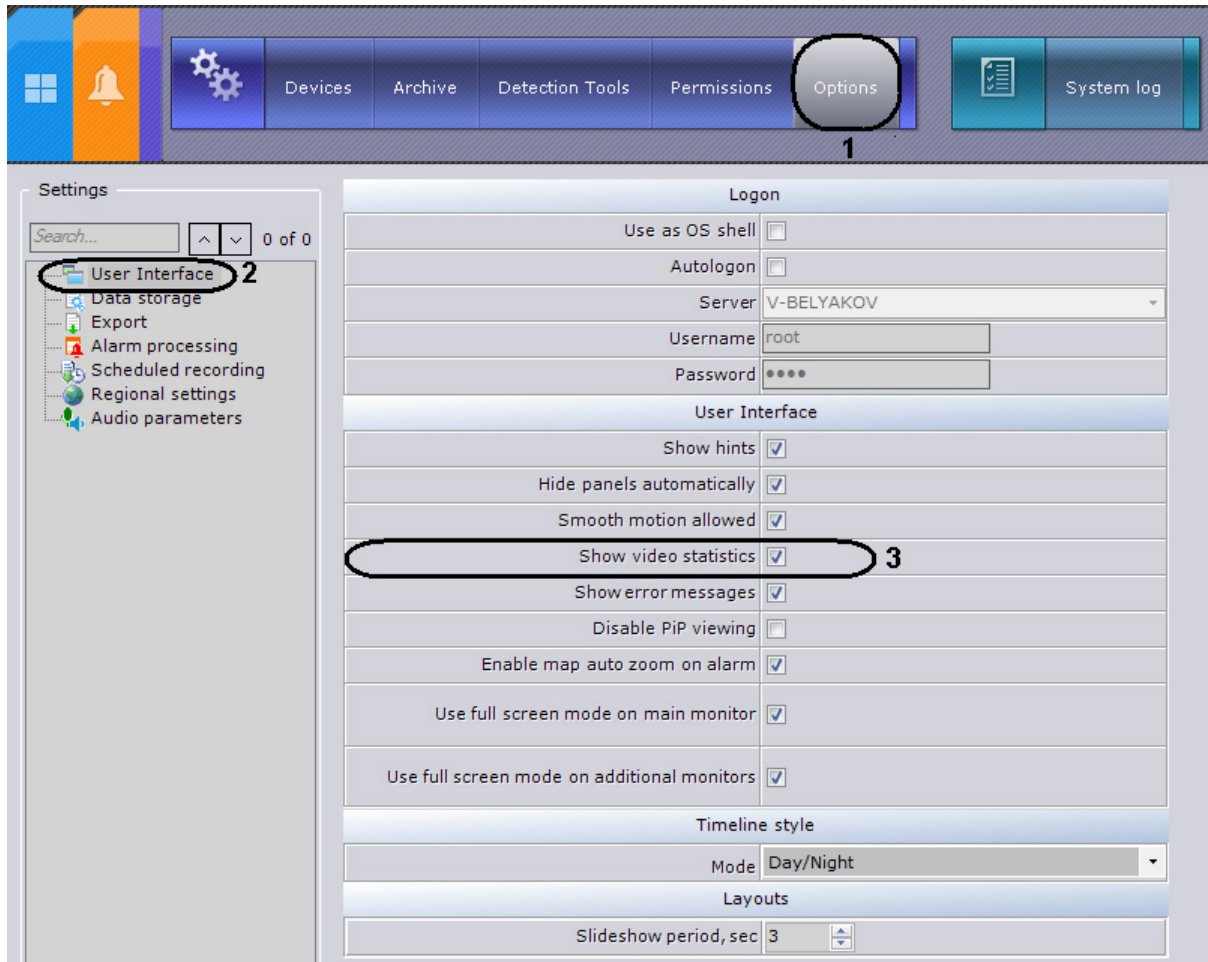 Devices Archive Detection Tools Permissions Options System log
1
Settings
Search... 0 of 0
User Interface 2
Data storage
Export
Alarm processing
Scheduled recording
Regional settings
Audio parameters
Logon
Use as OS shell
Autologon
Server V-BELYAKOV
Username root
Password ●●●●
User Interface
Show hints
Hide panels automatically
Smooth motion allowed
Show video statistics 3
Show error messages
Disable PiP viewing
Enable map auto zoom on alarm
Use full screen mode on main monitor
Use full screen mode on additional monitors
Timeline style
Mode Day/Night
Layouts
Slideshow period, sec 3